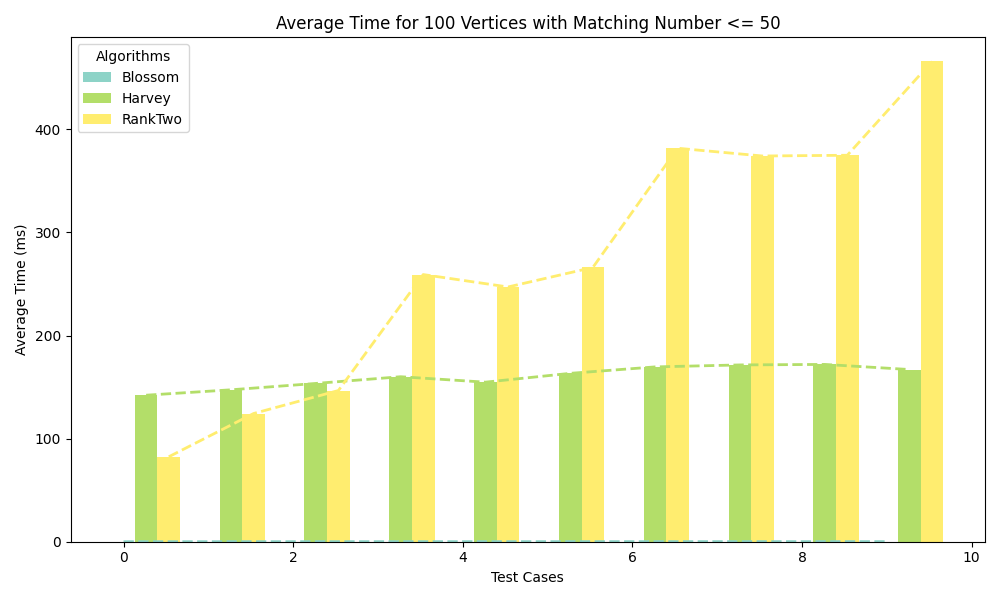 Average Time for 100 Vertices with Matching Number <= 50
Algorithms
Blossom
Harvey
RankTwo
Average Time (ms)
400
300
200
100
0
0 2 4 6 8 10
Test Cases